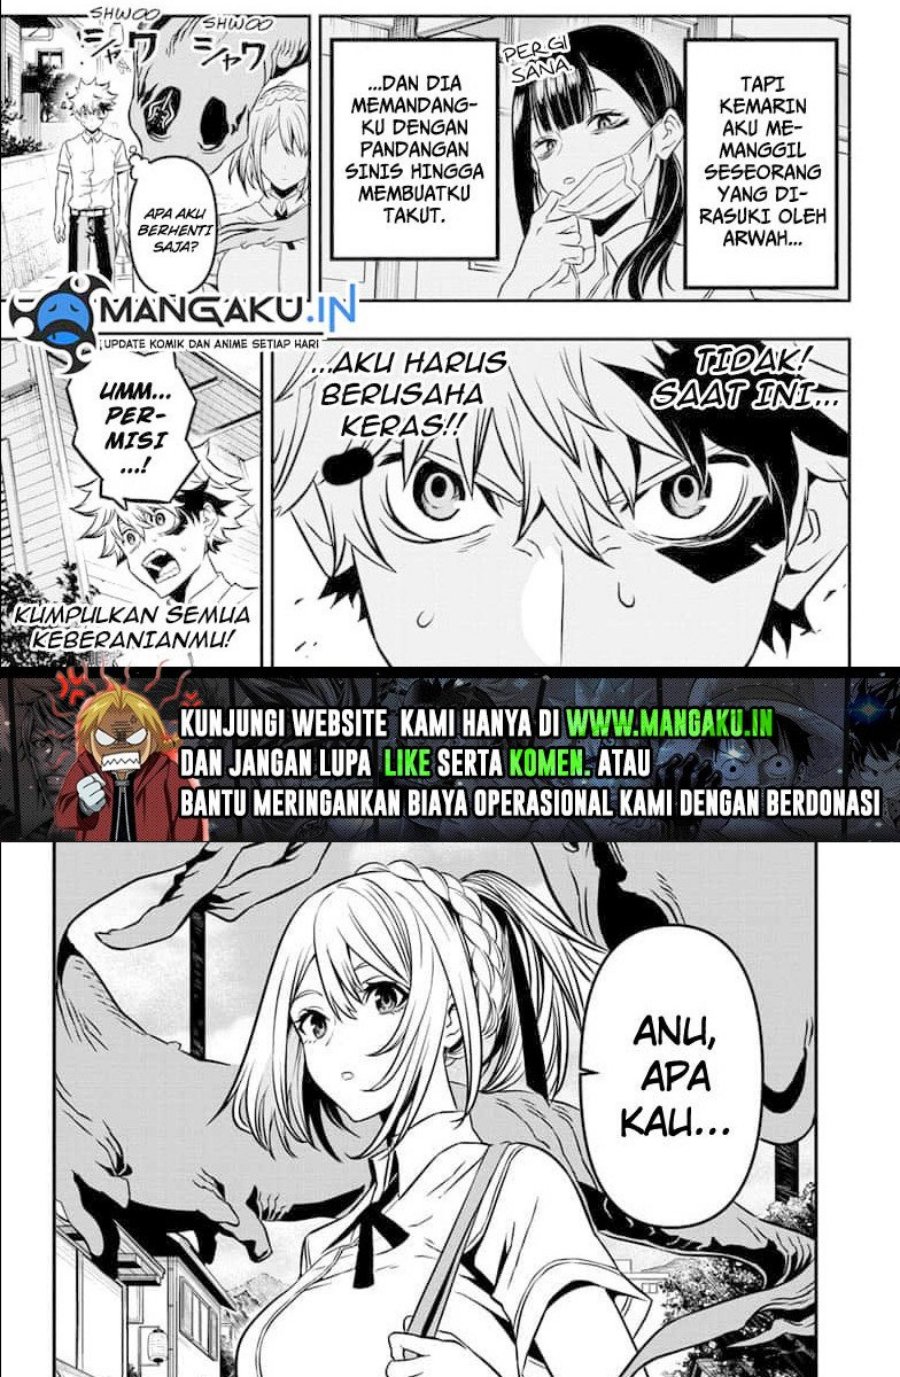 TAPI
KEMARIN
AKU ME-
MANGGIL
SESEORANG
YANG DI-
RASUKI OLEH
ARWAH...
PERGI
SANA.
...DAN DIA
MEMANDANG-
KU DENGAN
PANDANGAN
SINIS HINGGA
MEMBUATKU
TAKUT.
SHWOO
シャワ
SHWOO
シャワ
APA AKU
BERHENTI
SAJA?
MANGAKU.IN
UPDATE KOMIK DAN ANIME SETIAP HARI
TIDAK!
SAAT INI...
...AKU HARUS
BERUSAHA
KERAS!!
UMM...
PER-
MISI
...!
KUMPULKAN SEMUA
KEBERANIANMU!
KUNJUNGI WEBSITE KAMI HANYA DI WWW.MANGAKU.IN
DAN JANGAN LUPA LIKE SERTA KOMEN. ATAU
BANTU MERINGANKAN BIAYA OPERASIONAL KAMI DENGAN BERDONASI
ANU,
APA
KAU...